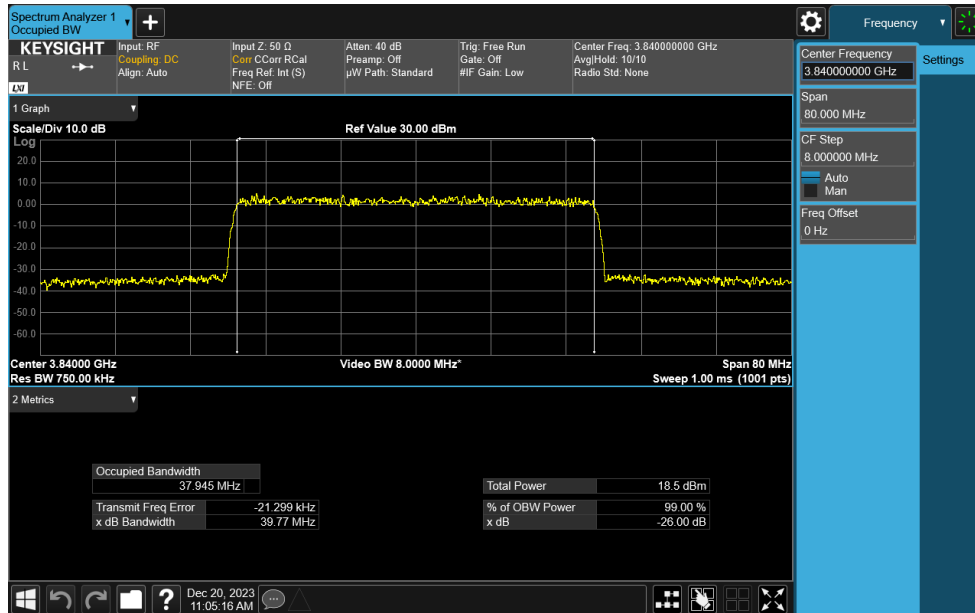 Spectrum Analyzer 1
Occupied BW
Frequency
KEYSIGHT
R L
LXI
Input: RF
Coupling: DC
Align: Auto
Input Z: 50 Ω
Corr CCorr RCal
Freq Ref: Int (S)
NFE: Off
Atten: 40 dB
Preamp: Off
µW Path: Standard
Trig: Free Run
Gate: Off
#IF Gain: Low
Center Freq: 3.840000000 GHz
Avg|Hold: 10/10
Radio Std: None
Center Frequency
3.840000000 GHz
Settings
Span
80.000 MHz
CF Step
8.000000 MHz
Auto
Man
Freq Offset
0 Hz
1 Graph
Scale/Div 10.0 dB
Ref Value 30.00 dBm
Log
20.0
10.0
0.00
-10.0
-20.0
-30.0
-40.0
-50.0
-60.0
Center 3.84000 GHz
Video BW 8.0000 MHz*
Span 80 MHz
Res BW 750.00 kHz
Sweep 1.00 ms (1001 pts)
2 Metrics
Occupied Bandwidth
37.945 MHz
Total Power 18.5 dBm
Transmit Freq Error -21.299 kHz
% of OBW Power 99.00 %
x dB Bandwidth 39.77 MHz
x dB -26.00 dB
?
Dec 20, 2023
11:05:16 AM